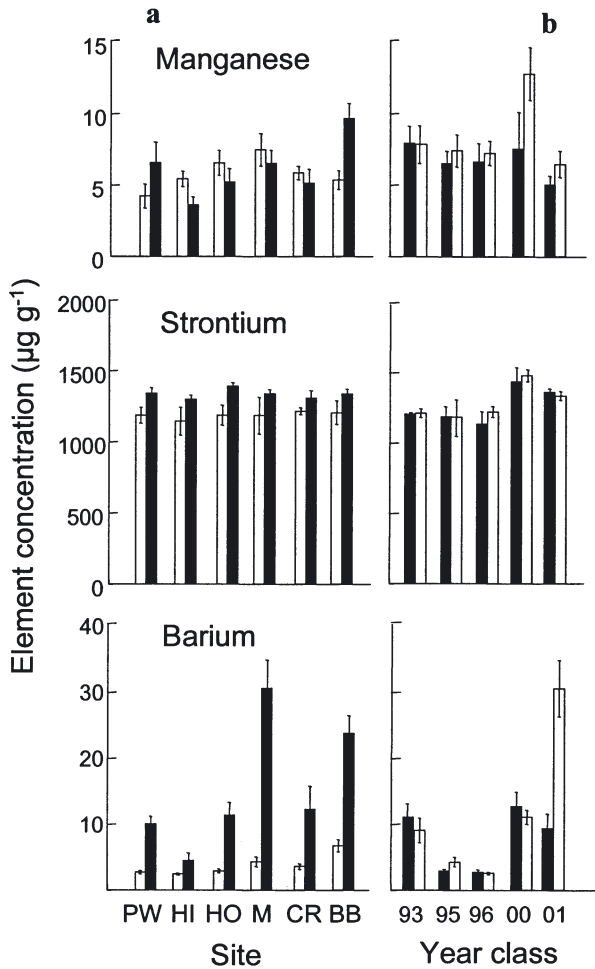 a
b
Manganese
15
10
5
0
Element concentration (µg g⁻¹)
Strontium
2000
1500
1000
500
0
Barium
40
30
20
10
PW HI HO M CR BB
93 95 96 00 01
Site
Year class